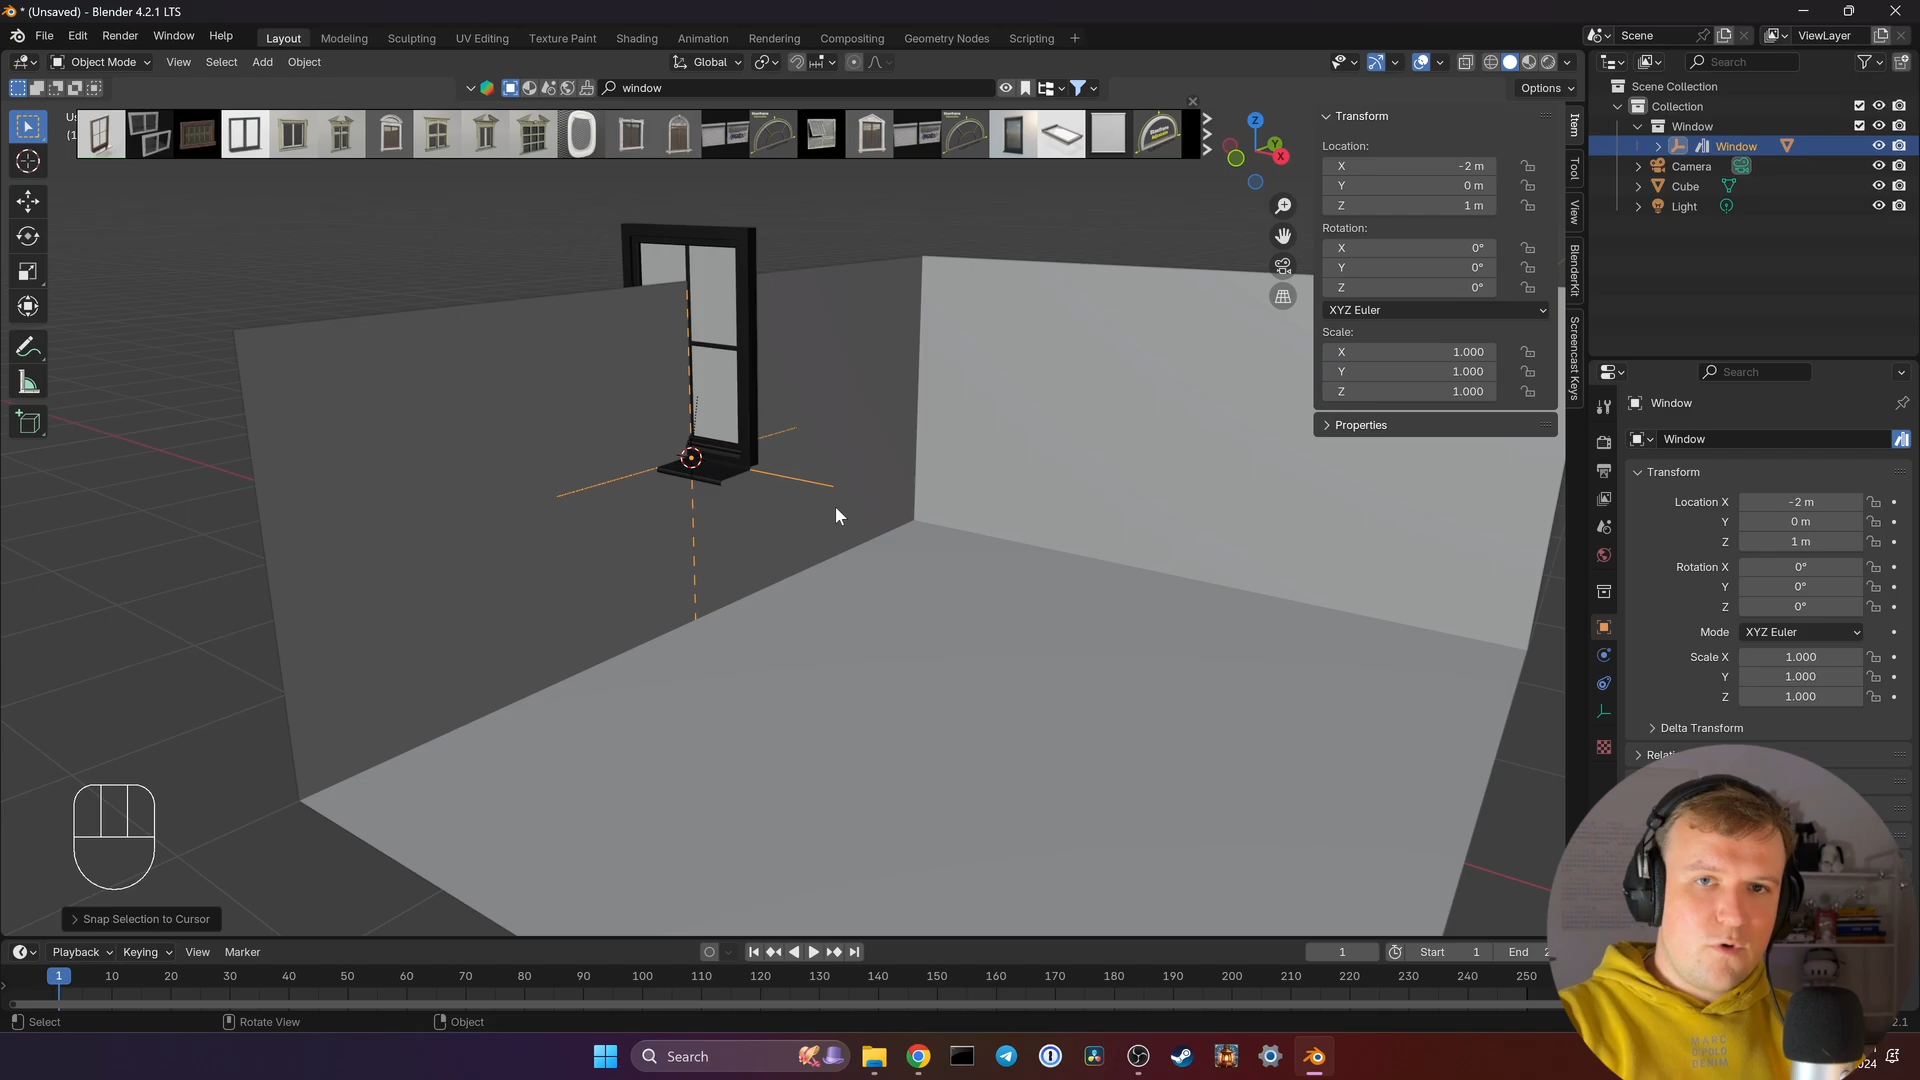 * (Unsaved) - Blender 4.2.1 LTS
File Edit Render Window Help
Layout Modeling Sculpting UV Editing Texture Paint Shading Animation Rendering Compositing Geometry Nodes Scripting +
Scene
ViewLayer
Object Mode View Select Add Object
Global
Search
window
Options
Scene Collection
Collection
Window
Window
Camera
Cube
Light
Transform
Location:
X -2 m
Y 0 m
Z 1 m
Rotation:
X 0°
Y 0°
Z 0°
XYZ Euler
Scale:
X 1.000
Y 1.000
Z 1.000
Properties
Item
Tool
View
BlenderKit
Screencast Keys
Search
Window
Window
Transform
Location X -2 m
Y 0 m
Z 1 m
Rotation X 0°
Y 0°
Z 0°
Mode XYZ Euler
Scale X 1.000
Y 1.000
Z 1.000
Delta Transform
Z
Y
X
Snap Selection to Cursor
Playback Keying View Marker
1 Start 1 End
1 10 20 30 40 50 60 70 80 90 100 110 120 130 140 150 160 170 180 190 200 210 220 230 240 250
Select Rotate View Object
Search
MARC
O'POLO
DENIM